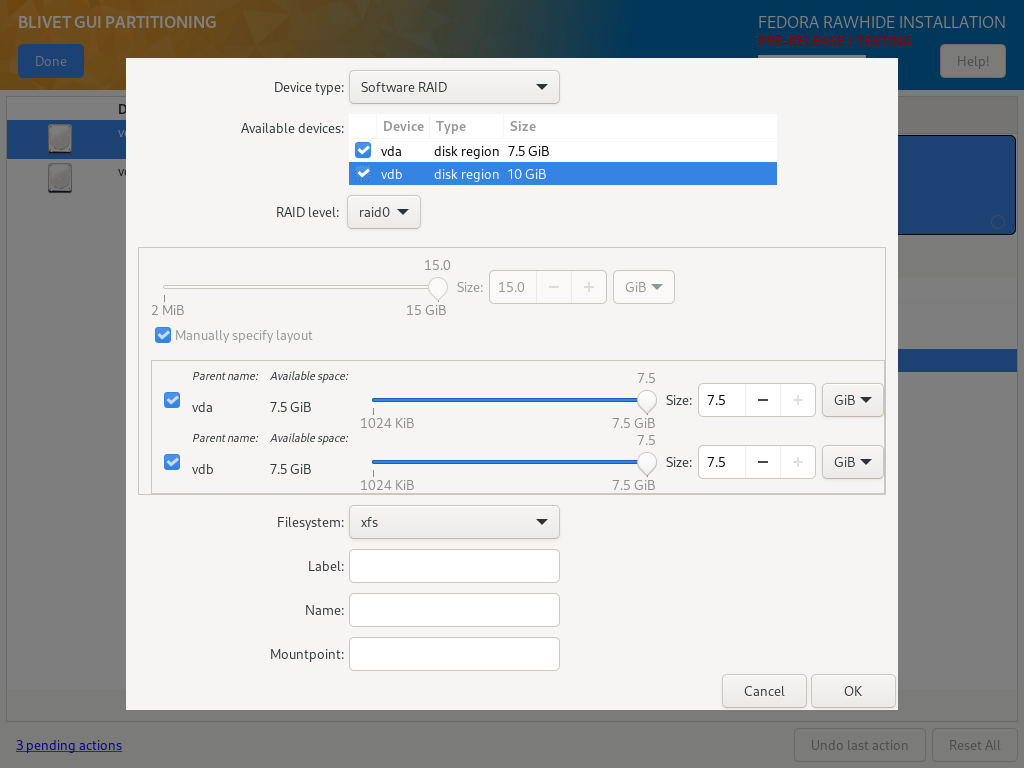 BLIVET GUI PARTITIONING
FEDORA RAWHIDE INSTALLATION
PRE-RELEASE / TESTING
Done
Help!
Device type: Software RAID
Available devices:
Device Type Size
vda disk region 7.5 GiB
vdb disk region 10 GiB
RAID level: raid0
15.0
Size: 15.0 − + GiB
2 MiB 15 GiB
Manually specify layout
Parent name: Available space:
7.5
vda 7.5 GiB
Size: 7.5 − + GiB
1024 KiB 7.5 GiB
Parent name: Available space:
7.5
vdb 7.5 GiB
Size: 7.5 − + GiB
1024 KiB 7.5 GiB
Filesystem: xfs
Label:
Name:
Mountpoint:
Cancel OK
3 pending actions
Undo last action Reset All